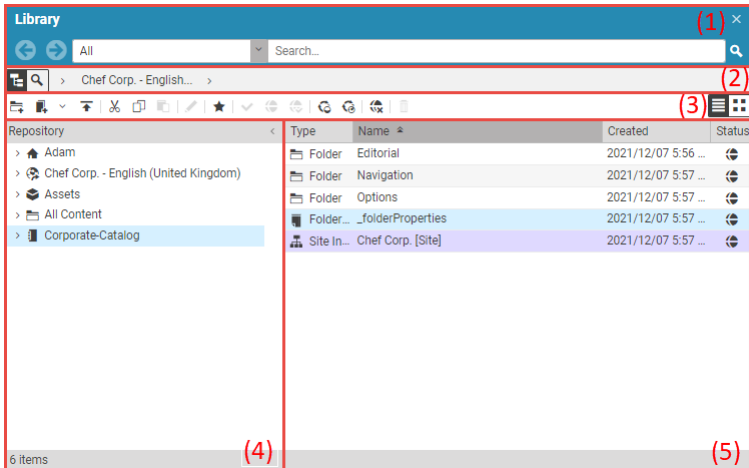 Library (1)
All Search...
Chef Corp. - English... (2)
(3)
Repository Type Name Created Status
Adam Folder Editorial 2021/12/07 5:56 ...
Chef Corp. - English (United Kingdom) Folder Navigation 2021/12/07 5:57 ...
Assets Folder Options 2021/12/07 5:57 ...
All Content Folder... _folderProperties 2021/12/07 5:57 ...
Corporate-Catalog Site In... Chef Corp. [Site] 2021/12/07 5:57 ...
6 items (4) (5)